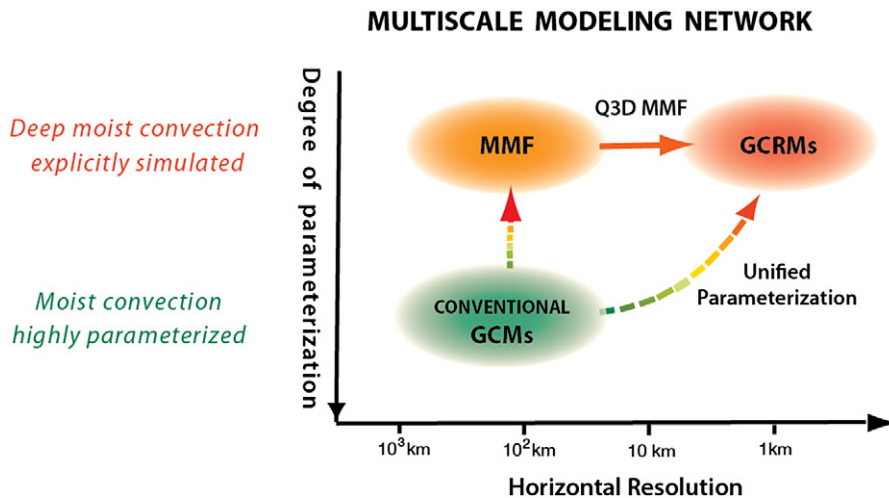 MULTISCALE MODELING NETWORK
Degree of parameterization
Deep moist convection
explicitly simulated
MMF
Q3D MMF
GCRMs
Moist convection
highly parameterized
CONVENTIONAL
GCMs
Unified
Parameterization
10³km
10²km
10 km
1km
Horizontal Resolution